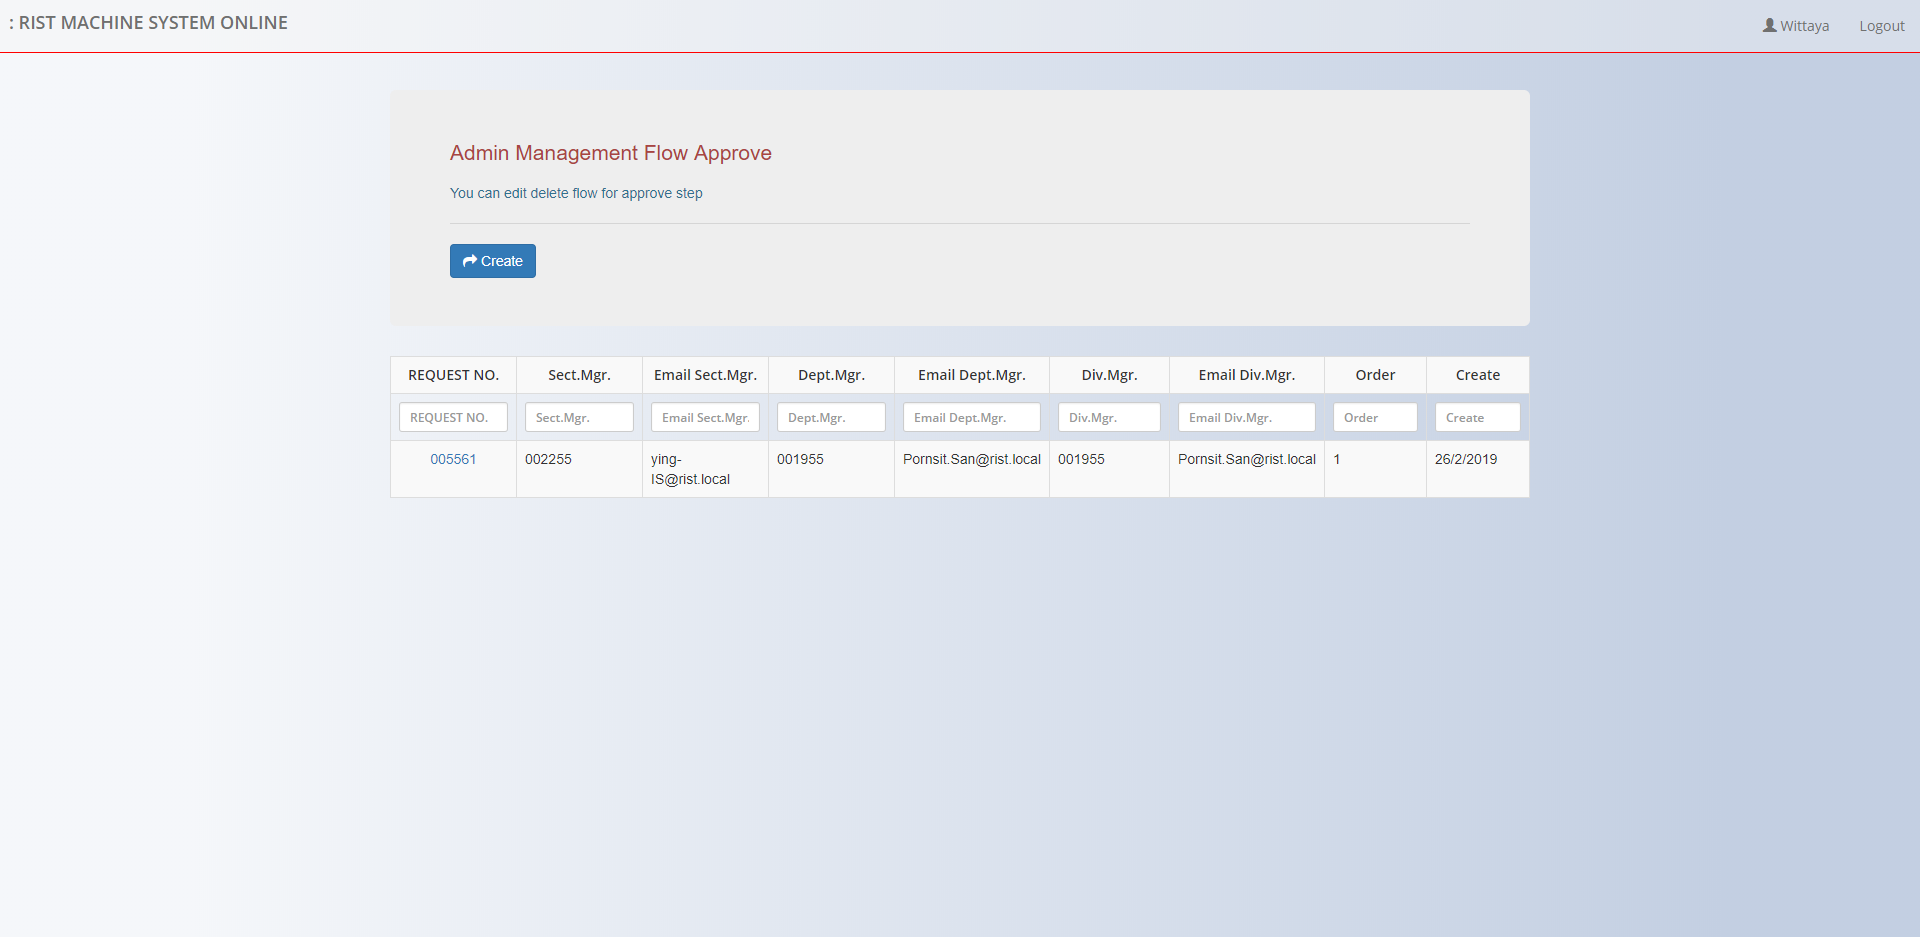 : RIST MACHINE SYSTEM ONLINE
Wittaya Logout
Admin Management Flow Approve
You can edit delete flow for approve step
Create
REQUEST NO. Sect.Mgr. Email Sect.Mgr. Dept.Mgr. Email Dept.Mgr. Div.Mgr. Email Div.Mgr. Order Create
REQUEST NO. Sect.Mgr. Email Sect.Mgr. Dept.Mgr. Email Dept.Mgr. Div.Mgr. Email Div.Mgr. Order Create
005561 002255 ying- 001955 Pornsit.San@rist.local 001955 Pornsit.San@rist.local 1 26/2/2019
IS@rist.local